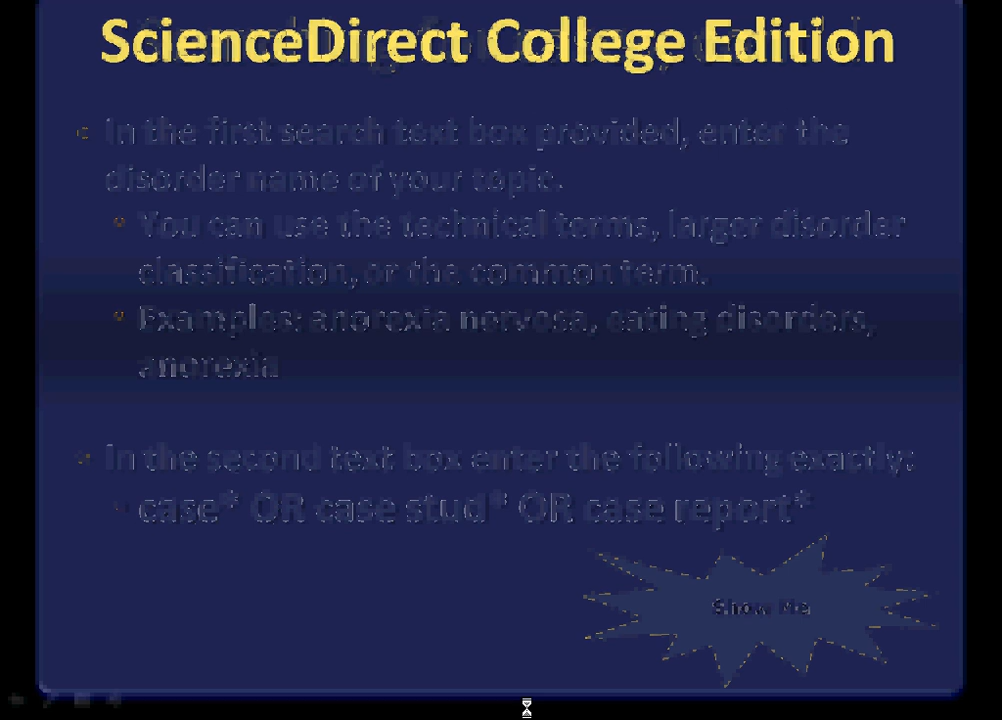 ScienceDirect College Edition
In the first search text box provided, enter the
disorder name of your topic.
You can use the technical terms, larger disorder
classification, or the common term.
Examples: anorexia nervosa, eating disorders,
anorexia
In the second text box enter the following exactly:
case* OR case stud* OR case report*
Show Me